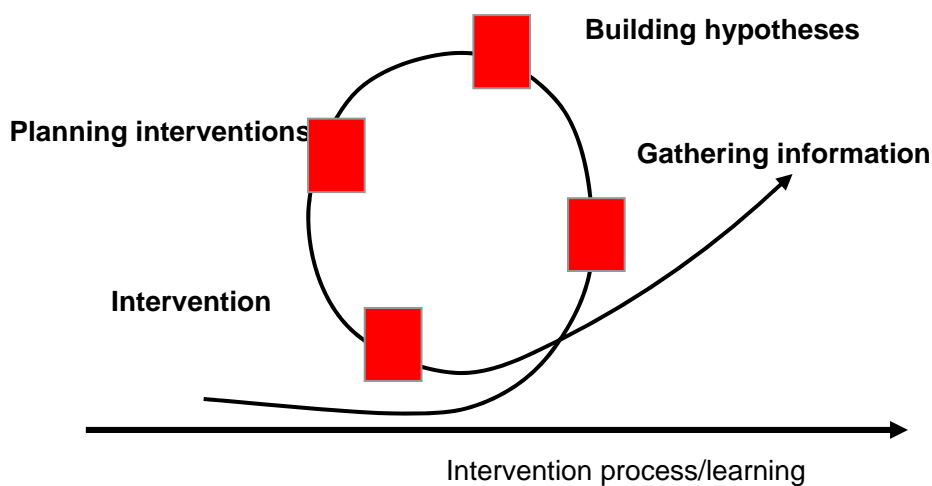 Building hypotheses
Planning interventions
Gathering information
Intervention
Intervention process/learning